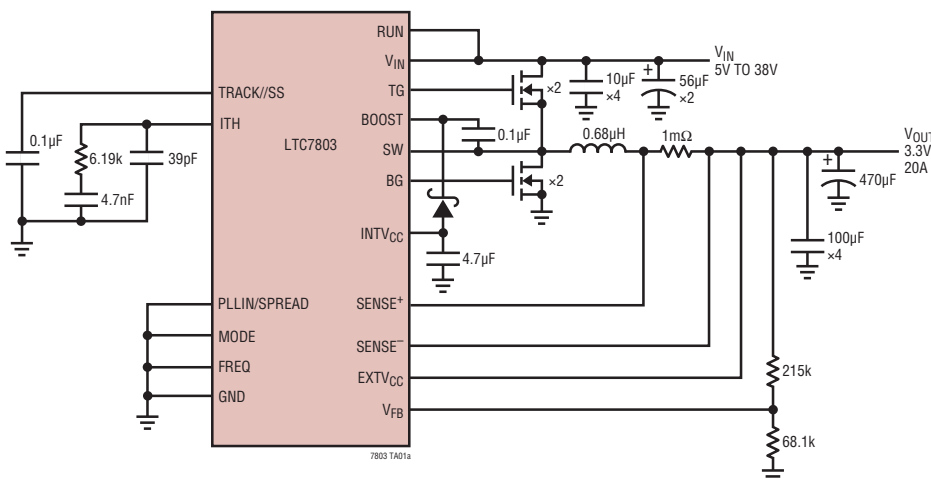 RUN
V_IN
TG
BOOST
SW
BG
INTV_CC
SENSE⁺
SENSE⁻
EXTV_CC
V_FB
TRACK//SS
ITH
LTC7803
PLLIN/SPREAD
MODE
FREQ
GND
0.1µF
6.19k
39pF
4.7nF
V_IN
5V TO 38V
×2
10µF
×4
56µF
×2
0.1µF
0.68µH
1mΩ
V_OUT
3.3V
20A
×2
470µF
100µF
×4
4.7µF
215k
68.1k
7803 TA01a
+
+